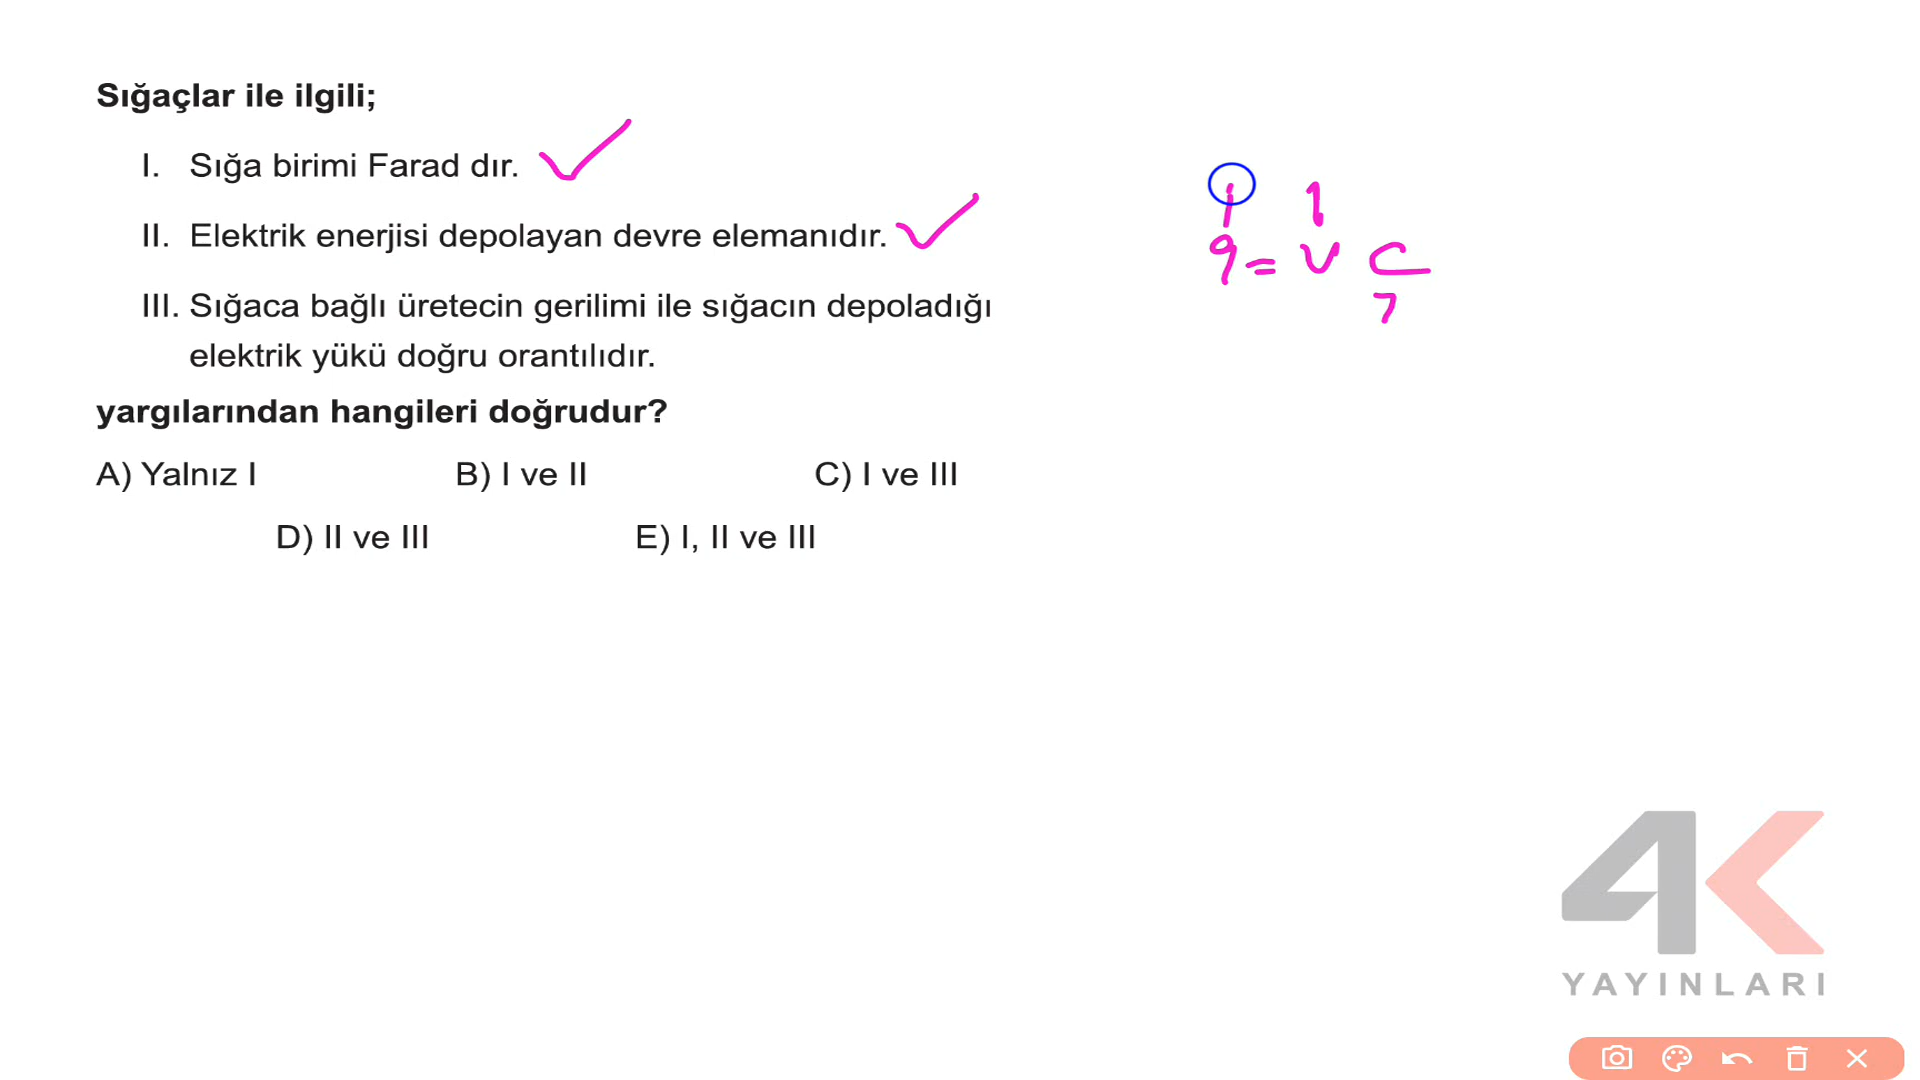 Sığaçlar ile ilgili;
I. Sığa birimi Farad dır.
II. Elektrik enerjisi depolayan devre elemanıdır.
III. Sığaca bağlı üretecin gerilimi ile sığacın depoladığı
elektrik yükü doğru orantılıdır.
yargılarından hangileri doğrudur?
A) Yalnız I B) I ve II C) I ve III
D) II ve III E) I, II ve III
q = V C
4K
YAYINLARI